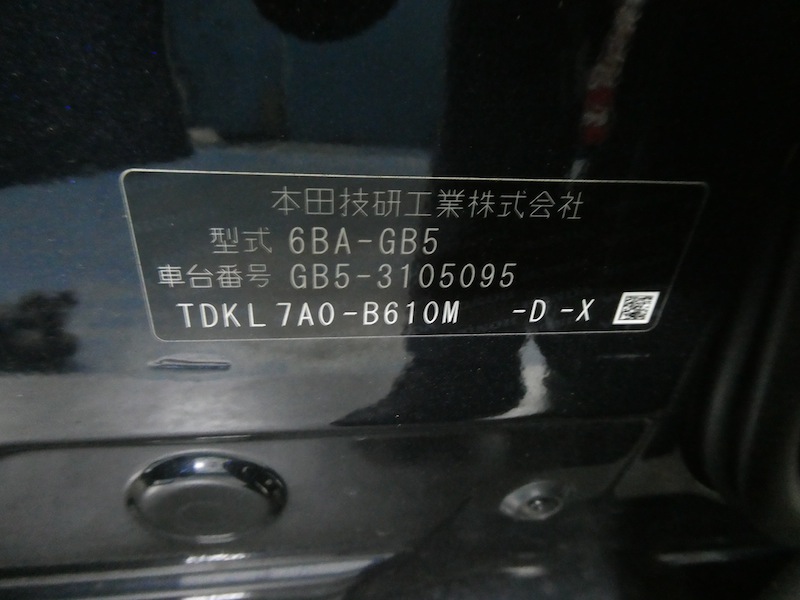 本田技研工業株式会社
型式 6BA-GB5
車台番号 GB5-3105095
TDKL 7A0-B610M -D -X